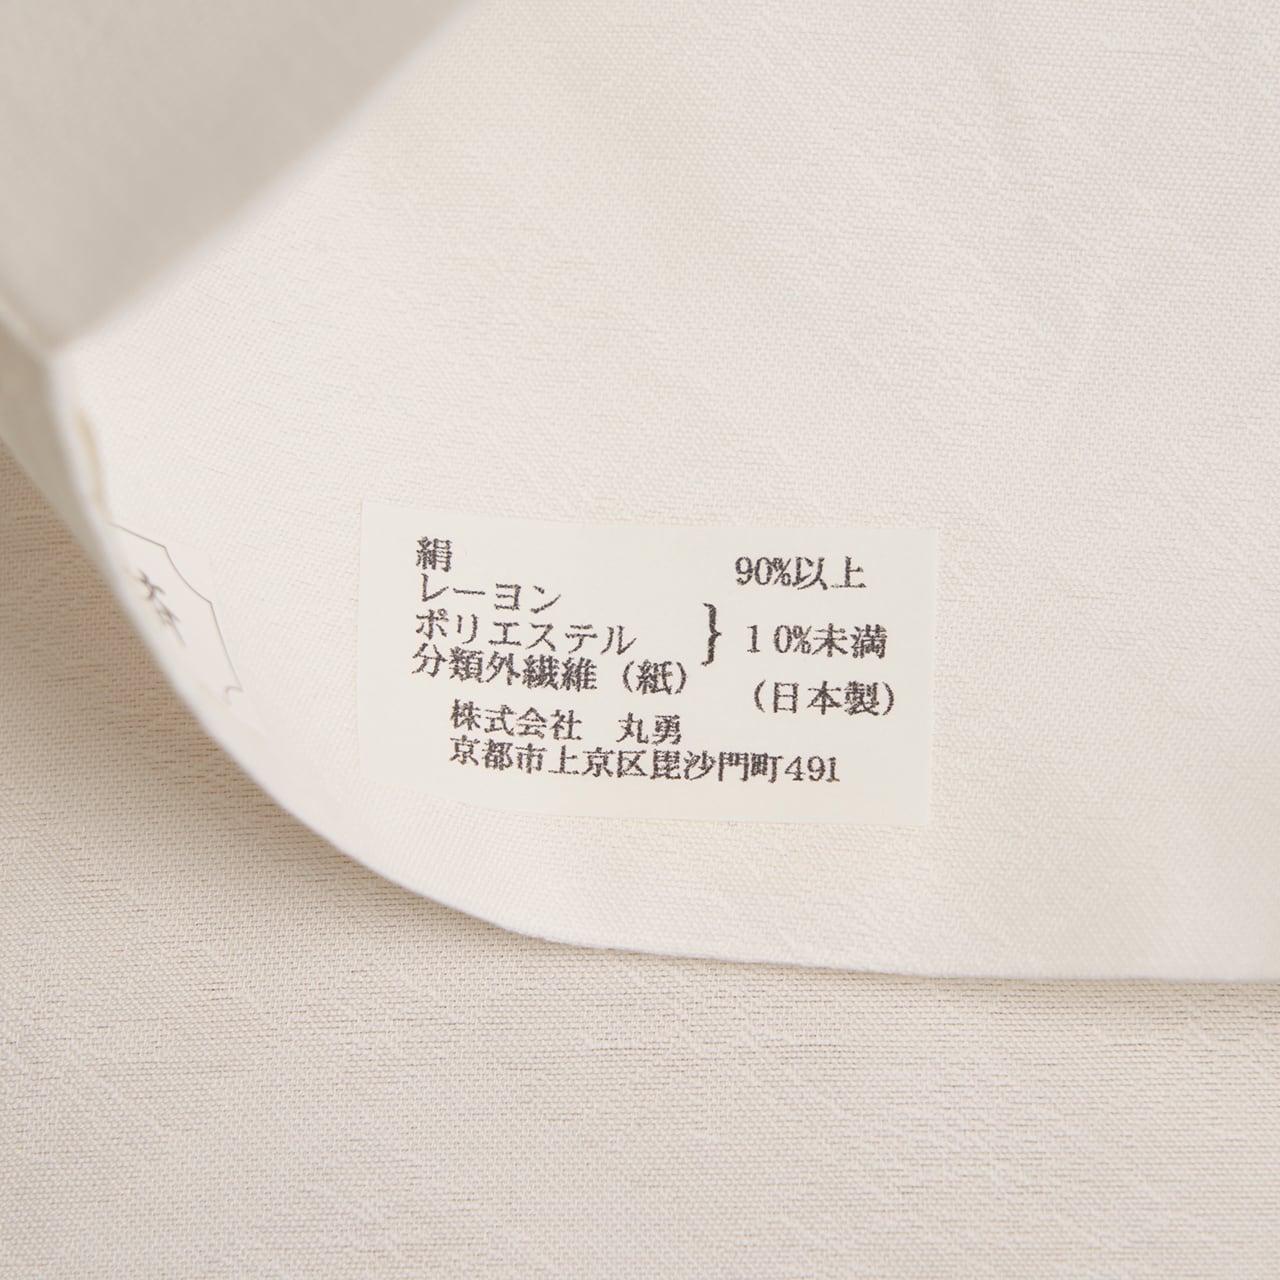 絹 90%以上
レーヨン
ポリエステル } 10%未満
分類外繊維（紙） （日本製）
株式会社 丸勇
京都市上京区毘沙門町491